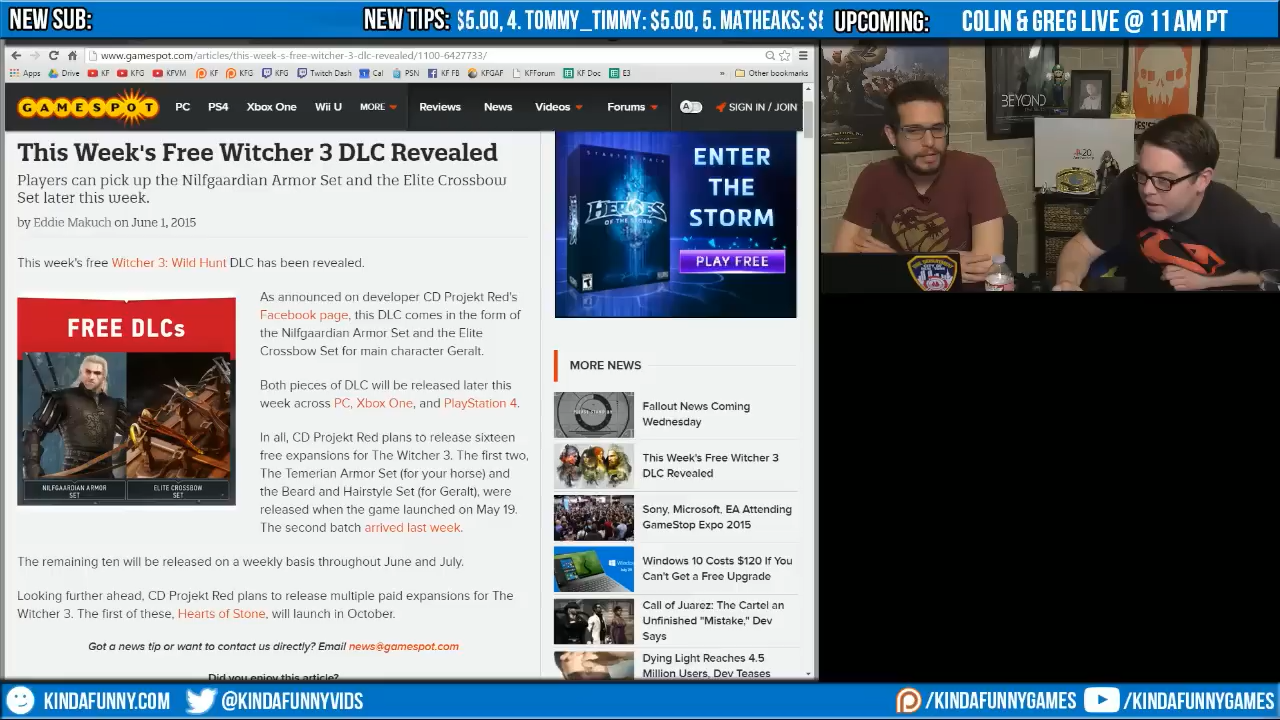 NEW SUB:
NEW TIPS: $5.00, 4. TOMMY_TIMMY: $5.00, 5. MATHEAKS:
UPCOMING: COLIN & GREG LIVE @ 11 AM PT
www.gamespot.com/articles/this-week-s-free-witcher-3-dlc-revealed/1100-6427733/
Apps Drive KF KFG KFVM KF KFG KFG Twitch Dash Cal PSN KF FB KFGAF KFForum KF Doc E3 » Other bookmarks
GAMESPOT PC PS4 Xbox One Wii U MORE Reviews News Videos Forums SIGN IN / JOIN
This Week's Free Witcher 3 DLC Revealed
Players can pick up the Nilfgaardian Armor Set and the Elite Crossbow
Set later this week.
by Eddie Makuch on June 1, 2015
This week's free Witcher 3: Wild Hunt DLC has been revealed.
FREE DLCs
NILFGAARDIAN ARMOR
SET
ELITE CROSSBOW
SET
As announced on developer CD Projekt Red's
Facebook page, this DLC comes in the form of
the Nilfgaardian Armor Set and the Elite
Crossbow Set for main character Geralt.
Both pieces of DLC will be released later this
week across PC, Xbox One, and PlayStation 4.
In all, CD Projekt Red plans to release sixteen
free expansions for The Witcher 3. The first two,
The Temerian Armor Set (for your horse) and
the Beard and Hairstyle Set (for Geralt), were
released when the game launched on May 19.
The second batch arrived last week.
The remaining ten will be released on a weekly basis throughout June and July.
Looking further ahead, CD Projekt Red plans to release multiple paid expansions for The
Witcher 3. The first of these, Hearts of Stone, will launch in October.
Got a news tip or want to contact us directly? Email news@gamespot.com
Did you enjoy this article?
STARTER PACK
HEROES
OF THE STORM
ENTER
THE
STORM
PLAY FREE
MORE NEWS
Fallout News Coming
Wednesday
This Week's Free Witcher 3
DLC Revealed
Sony, Microsoft, EA Attending
GameStop Expo 2015
Windows 10 Costs $120 If You
Can't Get a Free Upgrade
Call of Juarez: The Cartel an
Unfinished "Mistake," Dev
Says
Dying Light Reaches 4.5
Million Users, Dev Teases
BEYOND
KINDAFUNNY.COM
@KINDAFUNNYVIDS
/KINDAFUNNYGAMES
/KINDAFUNNYGAMES